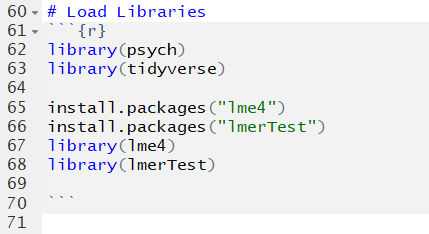 60 # Load Libraries
61 ```{r}
62 library(psych)
63 library(tidyverse)
64
65 install.packages("lme4")
66 install.packages("lmerTest")
67 library(lme4)
68 library(lmerTest)
69
70 ```
71